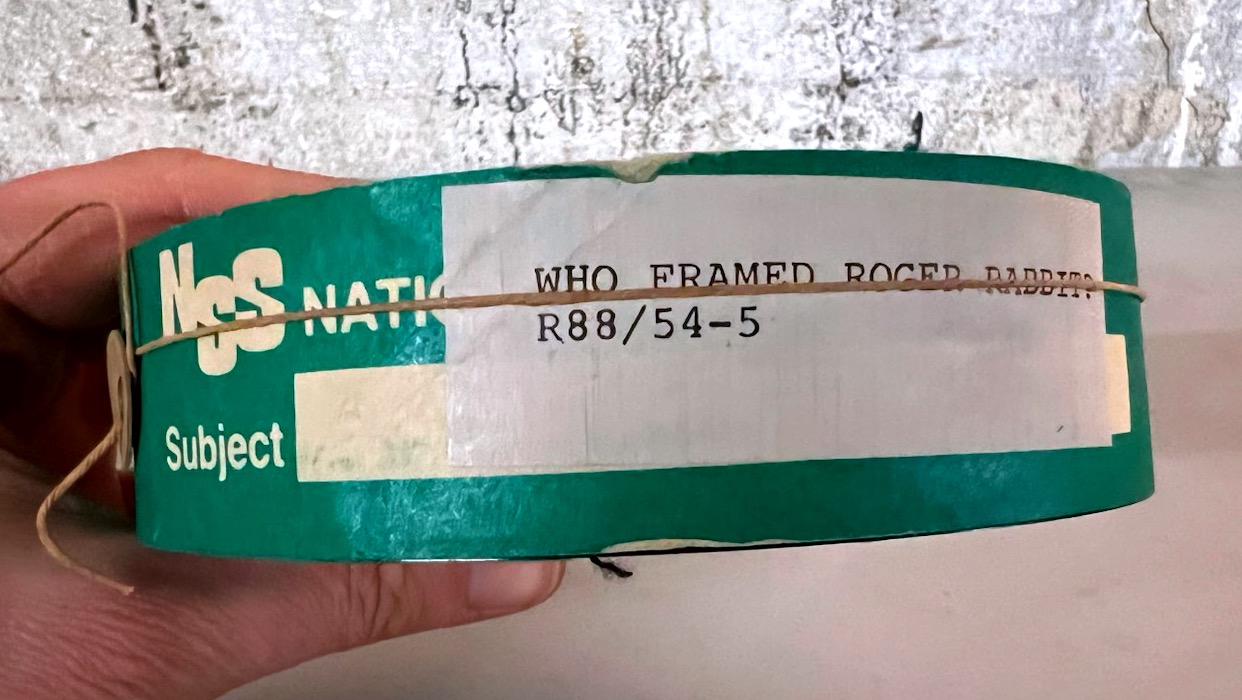 NSS NATIO
WHO FRAMED ROGER RABBIT?
R88/54-5
Subject